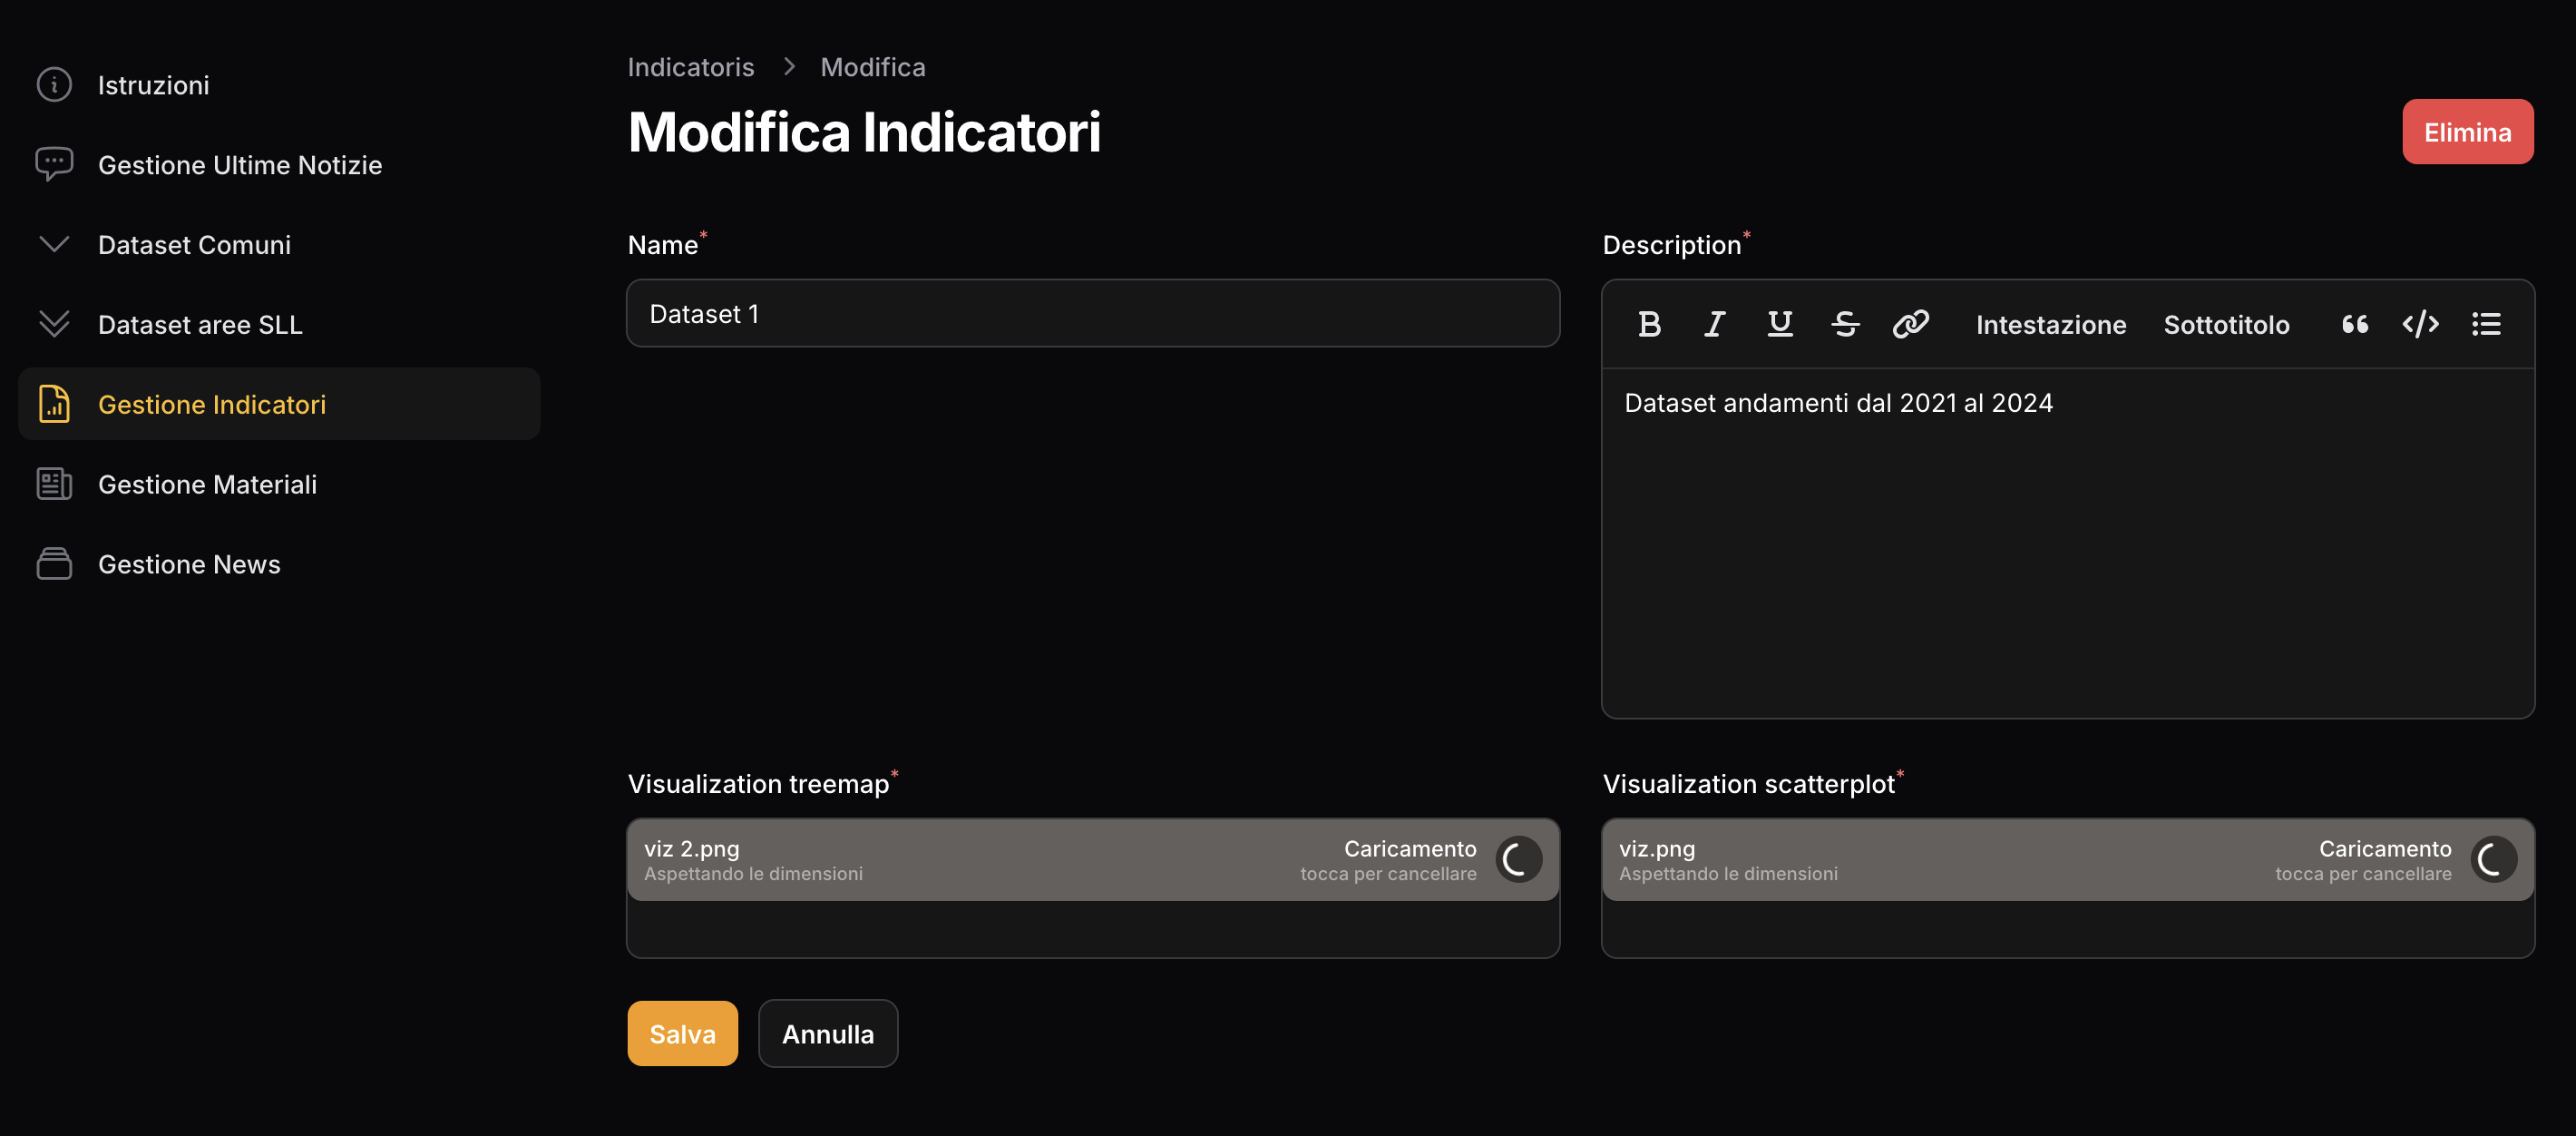 Istruzioni
Gestione Ultime Notizie
Dataset Comuni
Dataset aree SLL
Gestione Indicatori
Gestione Materiali
Gestione News
Indicatoris > Modifica
Modifica Indicatori
Elimina
Name*
Dataset 1
Description*
B I U S Intestazione Sottotitolo
Dataset andamenti dal 2021 al 2024
Visualization treemap*
viz 2.png
Aspettando le dimensioni
Caricamento
tocca per cancellare
Visualization scatterplot*
viz.png
Aspettando le dimensioni
Caricamento
tocca per cancellare
Salva
Annulla